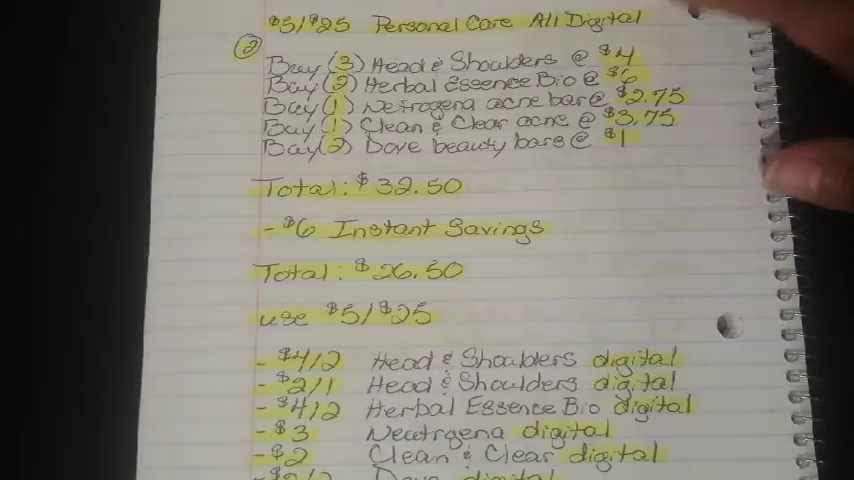 $5/$25 Personal Care All Digital
② Buy (3) Head & Shoulders @ $4
Buy (2) Herbal Essence Bio @ $6
Buy (1) Neutrogena acne bar @ $2.75
Buy (1) Clean & Clear acne @ $3.75
Buy (2) Dove beauty bars @ $1
Total: $32.50
- $6 Instant Savings
Total: $26.50
use $5/$25
- $4/2 Head & Shoulders digital
- $2/1 Head & Shoulders digital
- $4/2 Herbal Essence Bio digital
- $3 Neutrgena digital
- $2 Clean & Clear digital
Dove digital